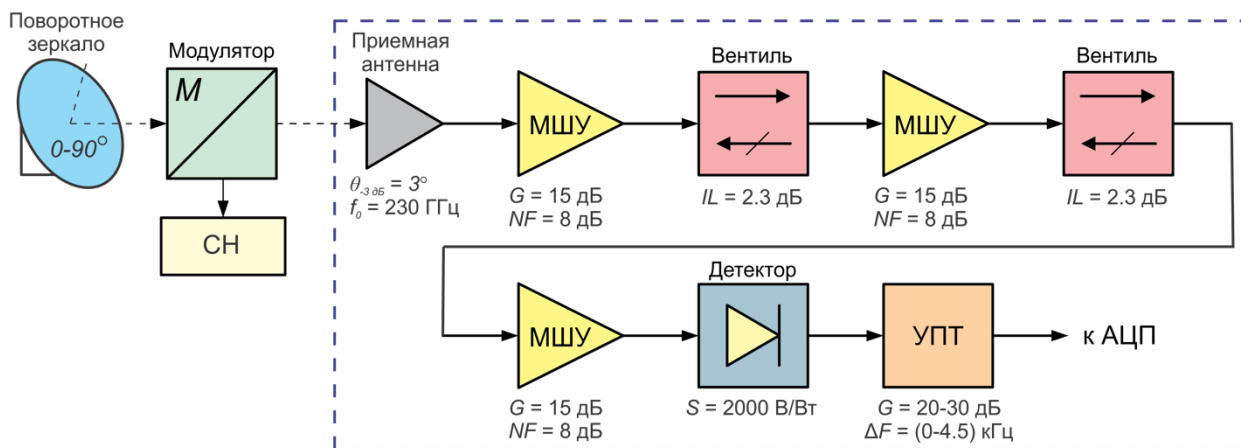 Поворотное
зеркало
0-90°
Модулятор
M
СН
Приемная
антенна
θ-3 дБ = 3°
f0 = 230 ГГц
МШУ
G = 15 дБ
NF = 8 дБ
Вентиль
IL = 2.3 дБ
МШУ
G = 15 дБ
NF = 8 дБ
Вентиль
IL = 2.3 дБ
МШУ
G = 15 дБ
NF = 8 дБ
Детектор
S = 2000 В/Вт
УПТ
G = 20-30 дБ
ΔF = (0-4.5) кГц
к АЦП